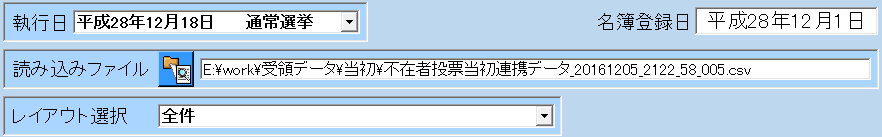 執行日 平成28年12月18日 通常選挙 名簿登録日 平成28年12月1日
読み込みファイル E:¥work¥受領データ¥当初¥不在者投票当初連携データ_20161205_2122_58_005.csv
レイアウト選択 全件